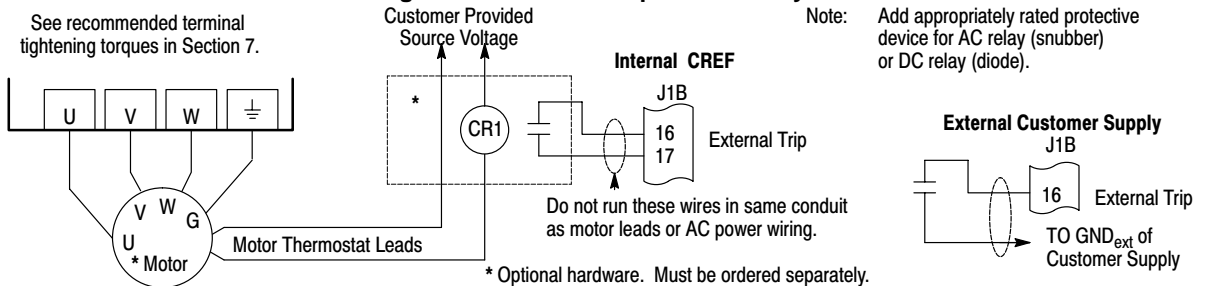 See recommended terminal
tightening torques in Section 7.
U
V
W
V
W
G
U
* Motor
Motor Thermostat Leads
Customer Provided
Source Voltage
*
CR1
Internal CREF
J1B
16
17
External Trip
Do not run these wires in same conduit
as motor leads or AC power wiring.
* Optional hardware. Must be ordered separately.
Note: Add appropriately rated protective
device for AC relay (snubber)
or DC relay (diode).
External Customer Supply
J1B
16
External Trip
TO GNDext of
Customer Supply